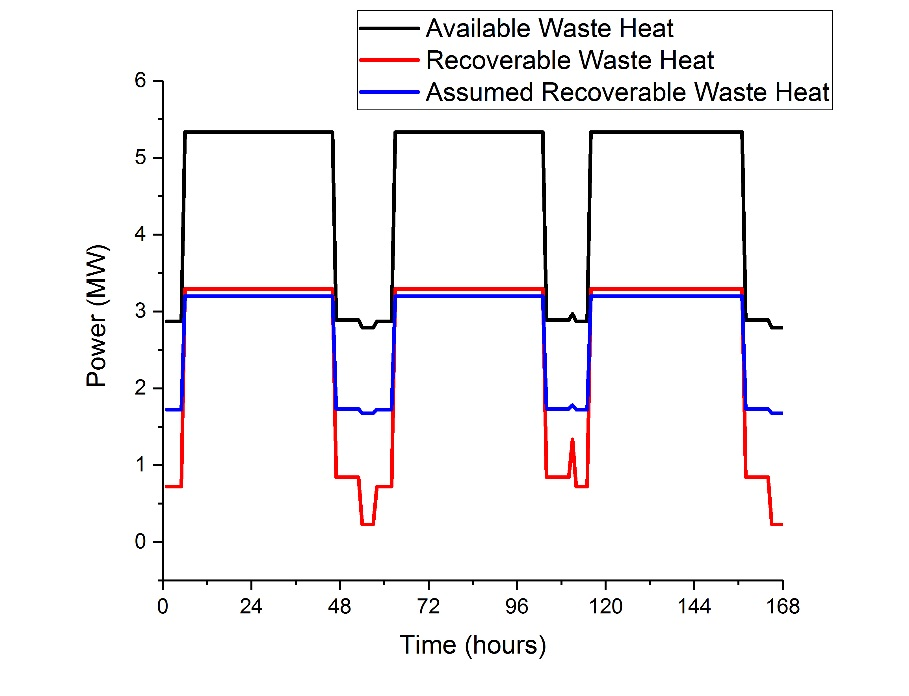 Available Waste Heat
Recoverable Waste Heat
Assumed Recoverable Waste Heat
6
5
4
3
2
1
0
Power (MW)
0 24 48 72 96 120 144 168
Time (hours)